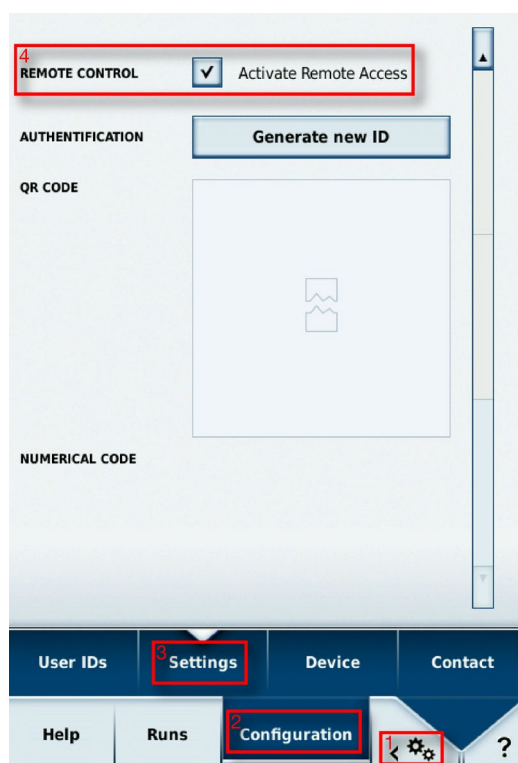 4
REMOTE CONTROL ✓ Activate Remote Access
AUTHENTIFICATION Generate new ID
QR CODE
NUMERICAL CODE
User IDs 3 Settings Device Contact
Help Runs 2 Configuration 1 < ?